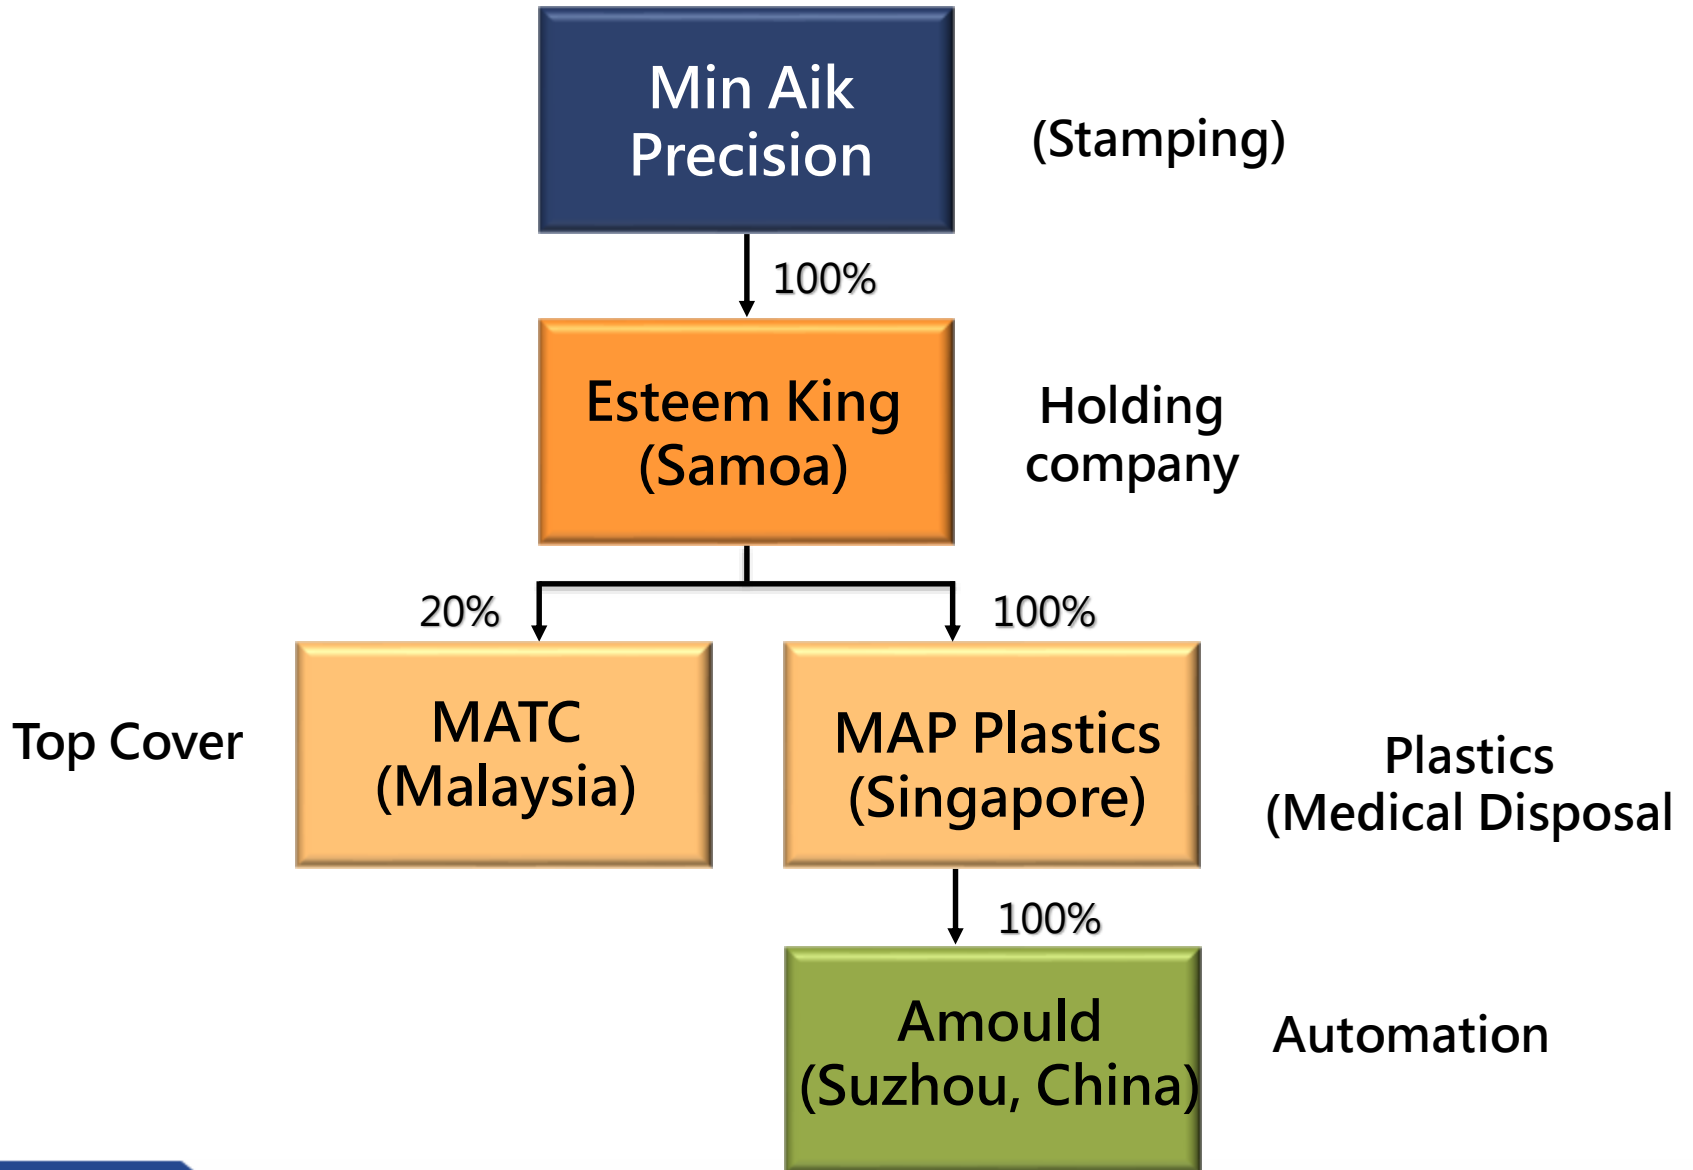 Min Aik
Precision
(Stamping)
100%
Esteem King
(Samoa)
Holding
company
20%
100%
Top Cover
MATC
(Malaysia)
MAP Plastics
(Singapore)
Plastics
(Medical Disposal
100%
Amould
(Suzhou, China)
Automation